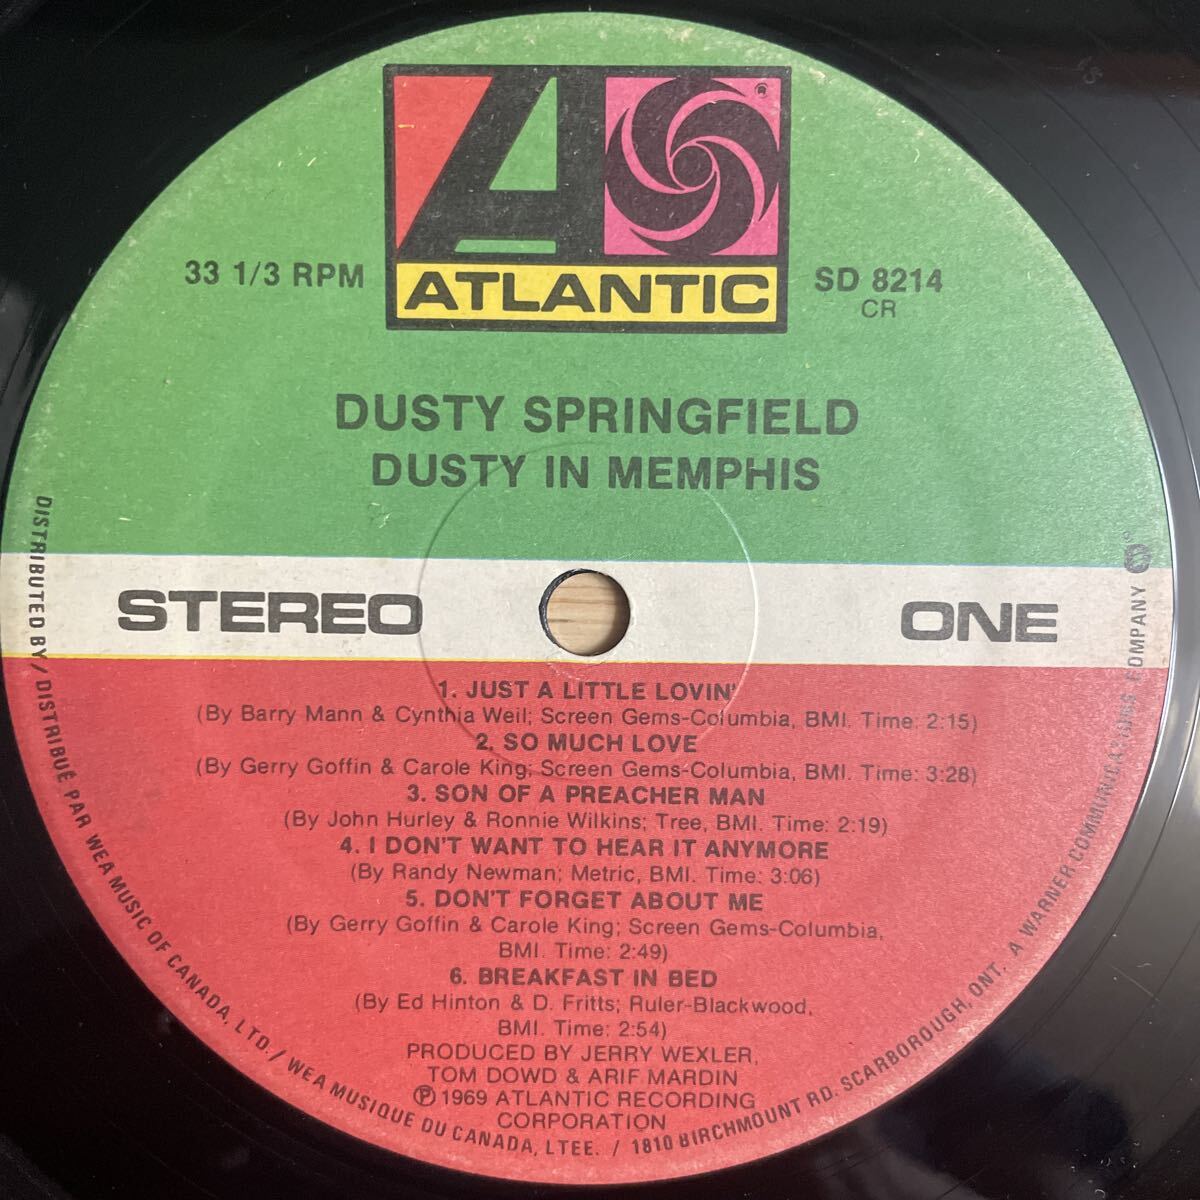 ATLANTIC
33 1/3 RPM
SD 8214
CR
DUSTY SPRINGFIELD
DUSTY IN MEMPHIS
STEREO
ONE
1. JUST A LITTLE LOVIN'
(By Barry Mann & Cynthia Weil; Screen Gems-Columbia, BMI. Time: 2:15)
2. SO MUCH LOVE
(By Gerry Goffin & Carole King; Screen Gems-Columbia, BMI. Time: 3:28)
3. SON OF A PREACHER MAN
(By John Hurley & Ronnie Wilkins; Tree, BMI. Time: 2:19)
4. I DON'T WANT TO HEAR IT ANYMORE
(By Randy Newman; Metric, BMI. Time: 3:06)
5. DON'T FORGET ABOUT ME
(By Gerry Goffin & Carole King; Screen Gems-Columbia,
BMI. Time: 2:49)
6. BREAKFAST IN BED
(By Ed Hinton & D. Fritts; Ruler-Blackwood,
BMI. Time: 2:54)
PRODUCED BY JERRY WEXLER,
TOM DOWD & ARIF MARDIN
℗ 1969 ATLANTIC RECORDING
CORPORATION
DISTRIBUTED BY / DISTRIBUÉ PAR WEA MUSIC OF CANADA, LTD. / WEA MUSIQUE DU CANADA, LTEE. / 1810 BIRCHMOUNT RD. SCARBOROUGH, ONT. A WARNER COMMUNICATIONS COMPANY